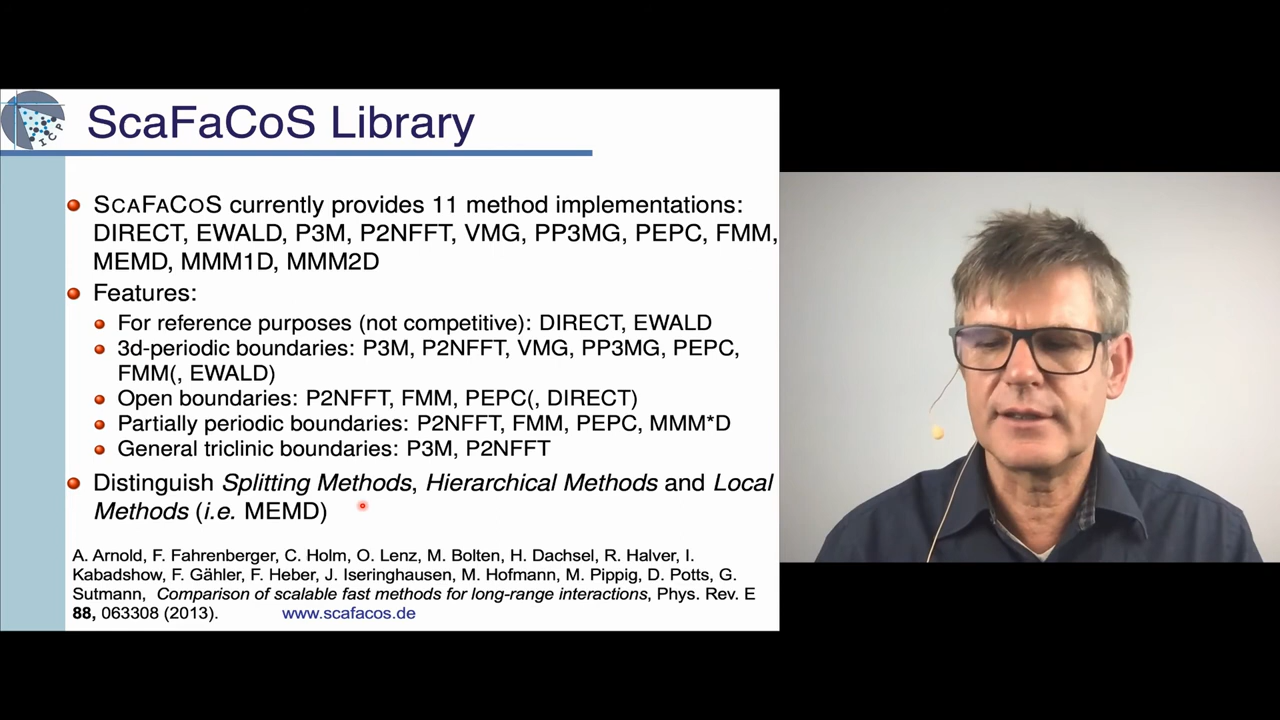 ICP
ScaFaCoS Library
SCAFACOS currently provides 11 method implementations:
DIRECT, EWALD, P3M, P2NFFT, VMG, PP3MG, PEPC, FMM,
MEMD, MMM1D, MMM2D
Features:
For reference purposes (not competitive): DIRECT, EWALD
3d-periodic boundaries: P3M, P2NFFT, VMG, PP3MG, PEPC,
FMM(, EWALD)
Open boundaries: P2NFFT, FMM, PEPC(, DIRECT)
Partially periodic boundaries: P2NFFT, FMM, PEPC, MMM*D
General triclinic boundaries: P3M, P2NFFT
Distinguish Splitting Methods, Hierarchical Methods and Local
Methods (i.e. MEMD)
A. Arnold, F. Fahrenberger, C. Holm, O. Lenz, M. Bolten, H. Dachsel, R. Halver, I.
Kabadshow, F. Gähler, F. Heber, J. Iseringhausen, M. Hofmann, M. Pippig, D. Potts, G.
Sutmann, Comparison of scalable fast methods for long-range interactions, Phys. Rev. E
88, 063308 (2013). www.scafacos.de